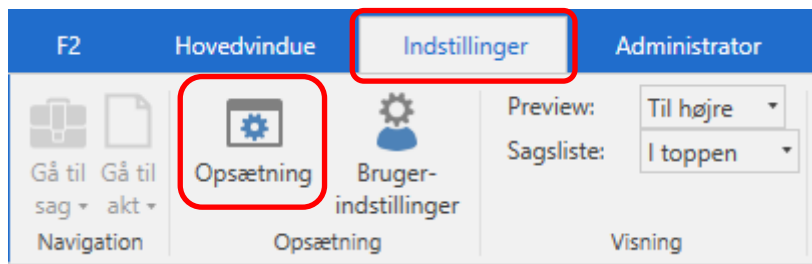 F2 Hovedvindue Indstillinger Administrator
Gå til sag
Gå til akt
Navigation
Opsætning
Bruger-
indstillinger
Opsætning
Preview: Til højre
Sagsliste: I toppen
Visning